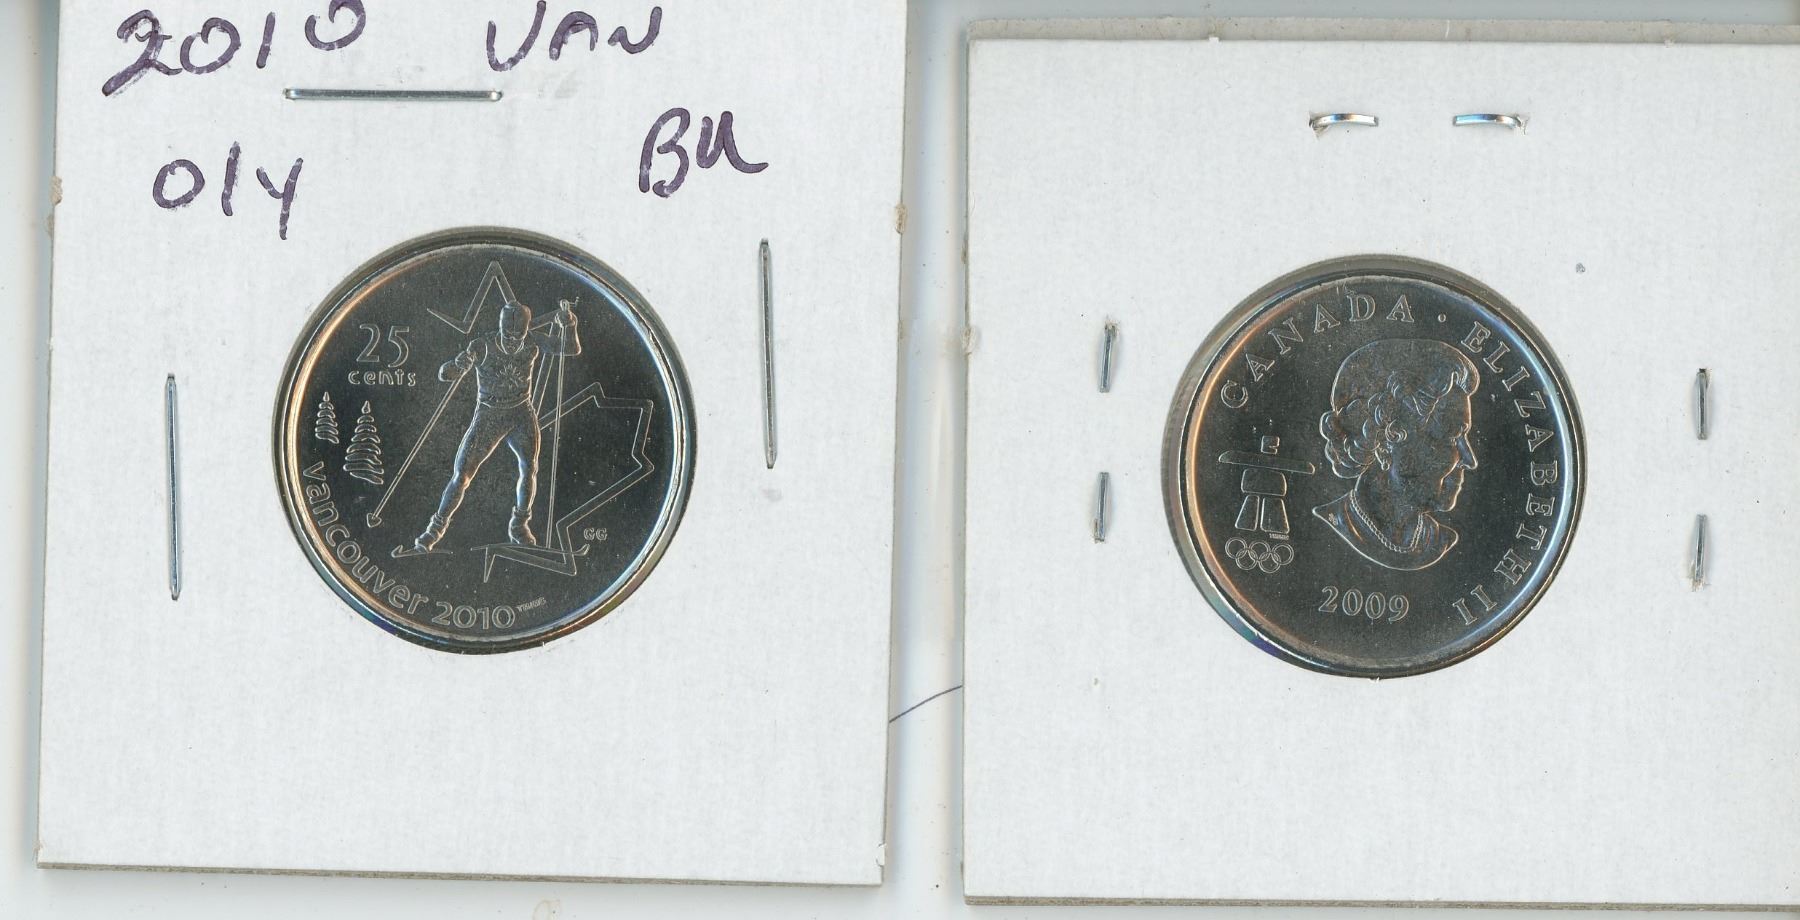 2010 VAN
Oly BU
25
cents
vancouver 2010
GG
CANADA · ELIZABETH II
2009